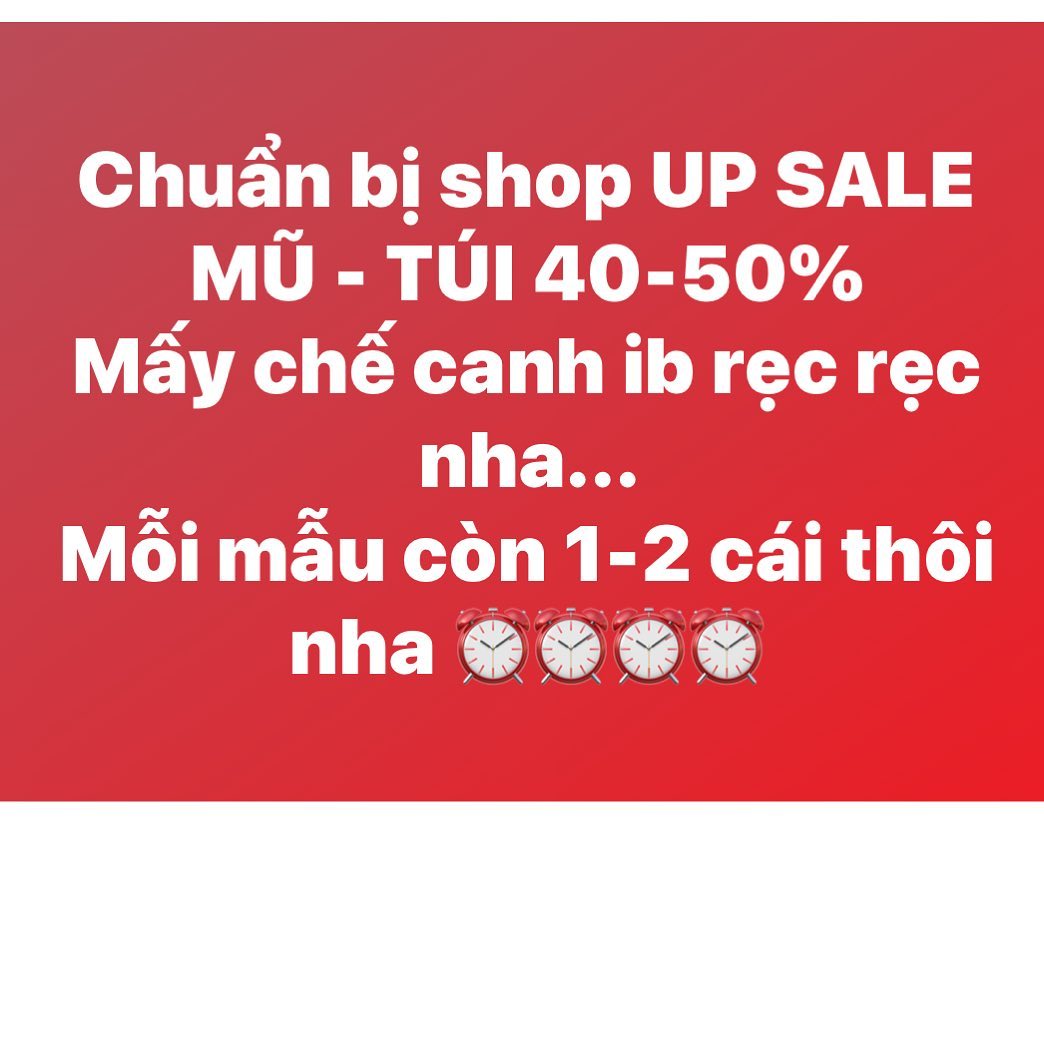 Chuẩn bị shop UP SALE
MŨ - TÚI 40-50%
Mấy chế canh ib rẹc rẹc
nha...
Mỗi mẫu còn 1-2 cái thôi
nha ⏰⏰⏰⏰